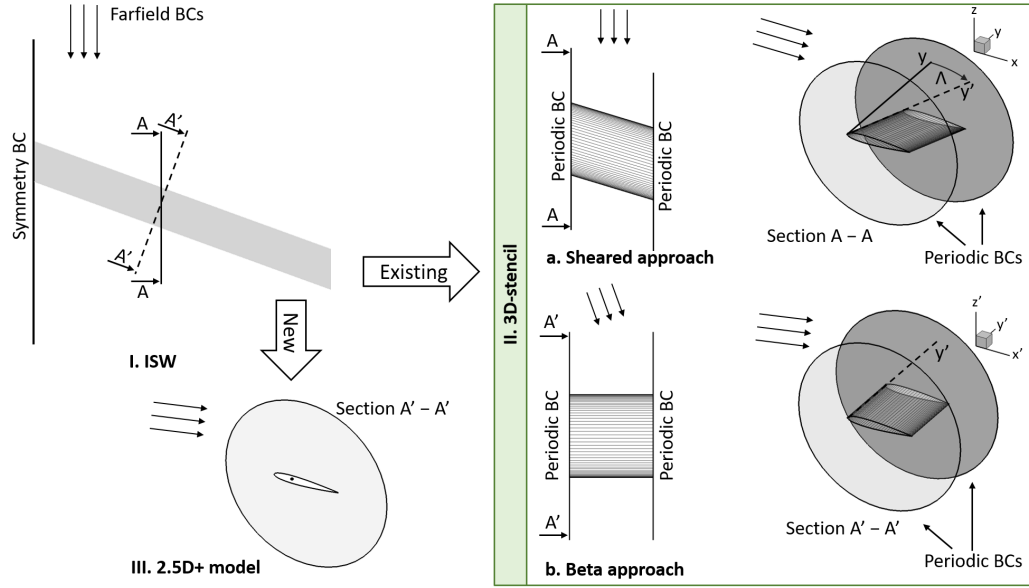 Farfield BCs
Symmetry BC
A
A'
A'
A
I. ISW
Existing
New
Section A' – A'
III. 2.5D+ model
II. 3D-stencil
A
A
Periodic BC
Periodic BC
a. Sheared approach
y
Λ
y'
z
y
x
Section A – A
Periodic BCs
A'
A'
Periodic BC
Periodic BC
b. Beta approach
y'
z'
y'
x'
Section A' – A'
Periodic BCs